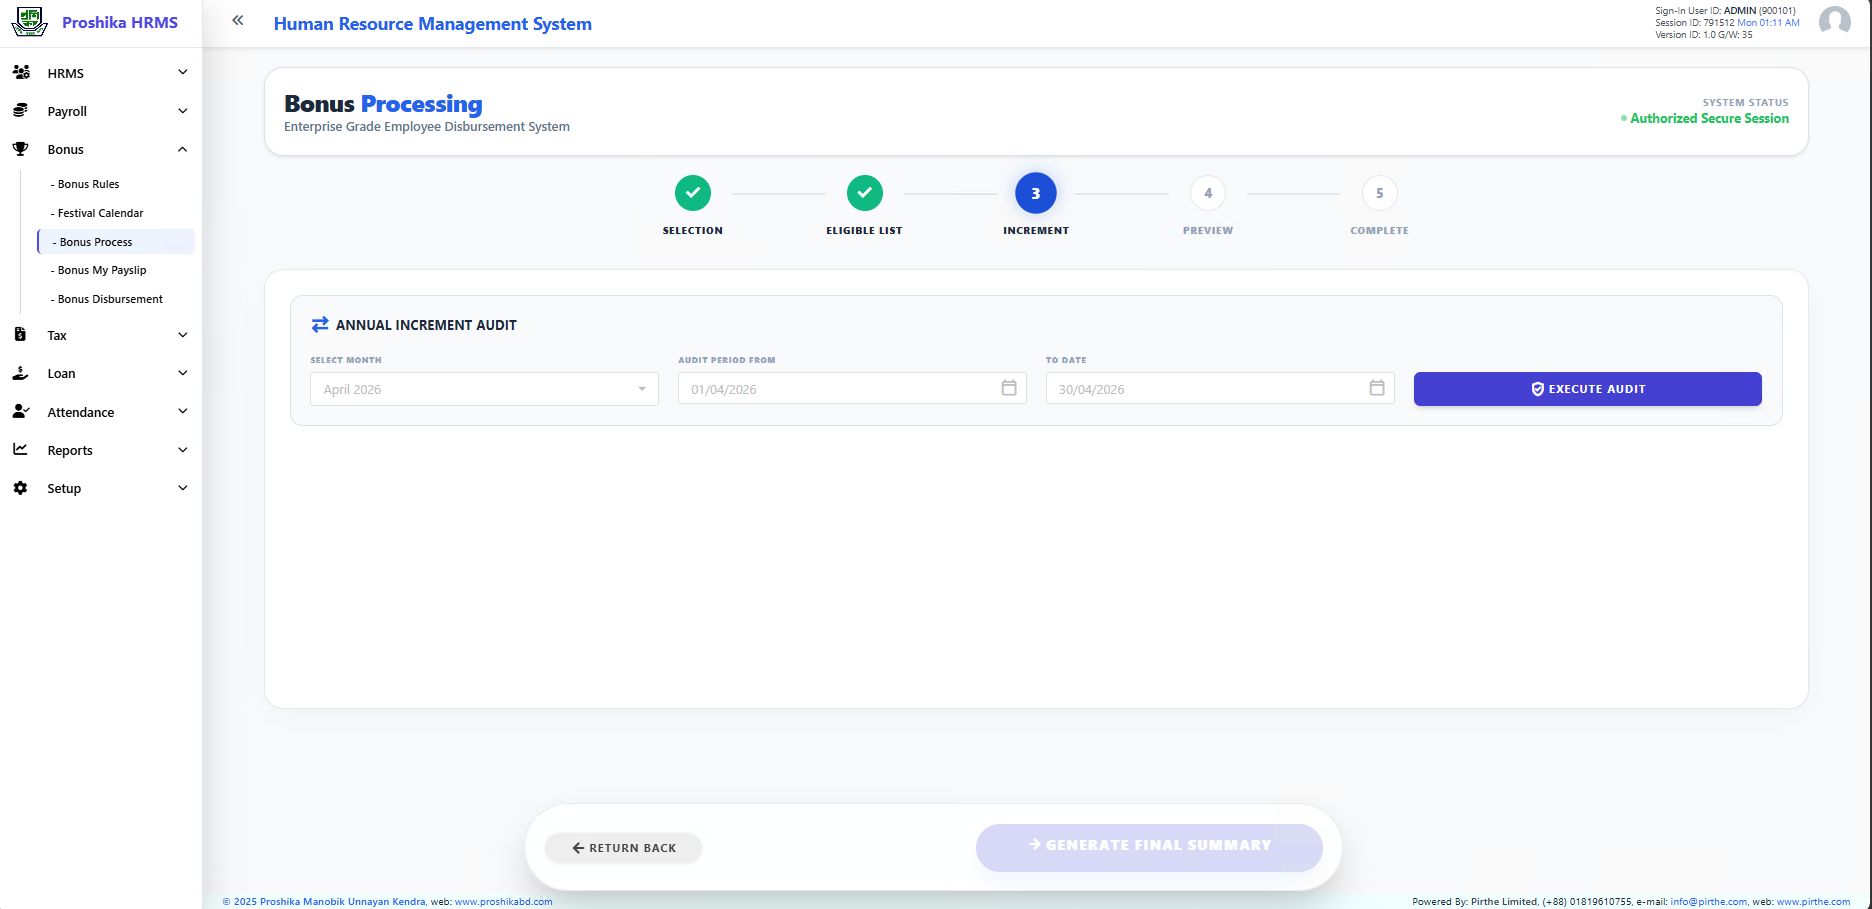 Proshika HRMS
Human Resource Management System
Sign-In User ID: ADMIN (900101)
Session ID: 791512 Mon 01:11 AM
Version ID: 1.0 G/W: 35
HRMS
Payroll
Bonus
- Bonus Rules
- Festival Calendar
- Bonus Process
- Bonus My Payslip
- Bonus Disbursement
Tax
Loan
Attendance
Reports
Setup
Bonus Processing
Enterprise Grade Employee Disbursement System
SYSTEM STATUS
Authorized Secure Session
3
4
5
SELECTION
ELIGIBLE LIST
INCREMENT
PREVIEW
COMPLETE
ANNUAL INCREMENT AUDIT
SELECT MONTH
AUDIT PERIOD FROM
TO DATE
April 2026
01/04/2026
30/04/2026
EXECUTE AUDIT
RETURN BACK
GENERATE FINAL SUMMARY
© 2025 Proshika Manobik Unnayan Kendra, web: www.proshikabd.com
Powered By: Pirthe Limited, (+88) 01819610755, e-mail: info@pirthe.com, web: www.pirthe.com